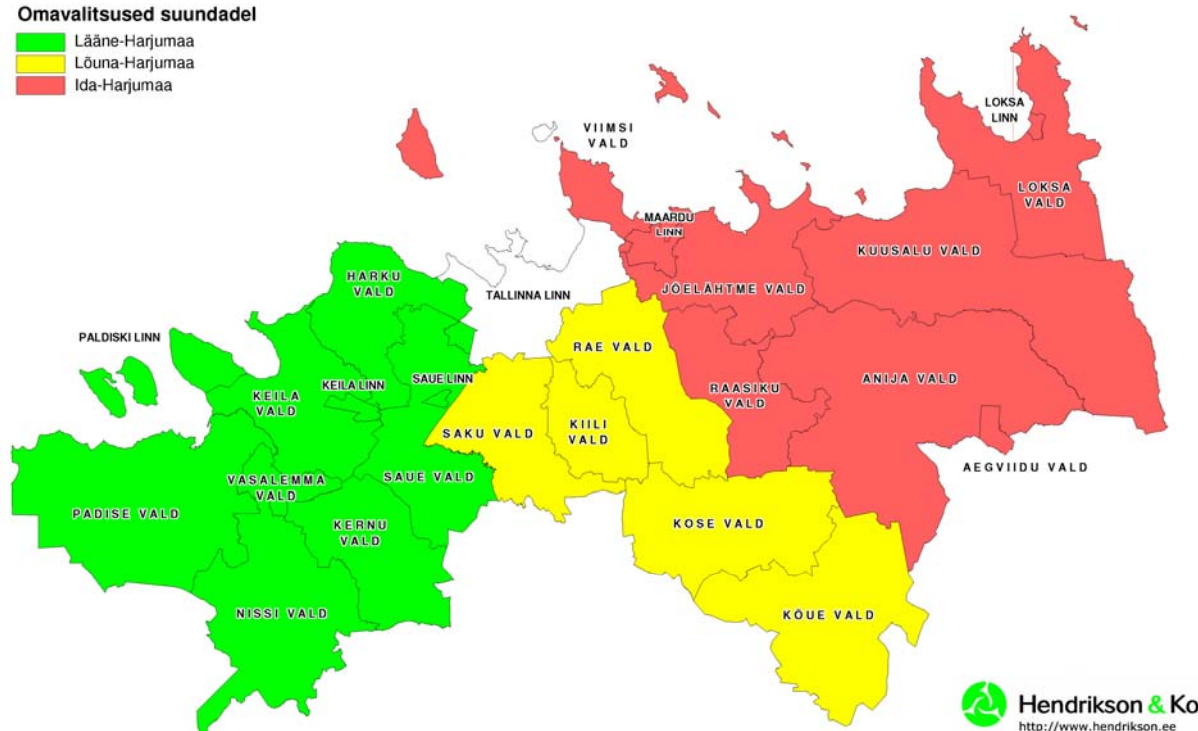 Omavalitsused suundadel
Lääne-Harjumaa
Lõuna-Harjumaa
Ida-Harjumaa
LOKSA
LINN
VIIMSI
VALD
LOKSA
VALD
MAARDU
LINN
KUUSALU VALD
HARKU
VALD
TALLINNA LINN
JÕELÄHTME VALD
PALDISKI LINN
RAE VALD
KEILA LINN
SAUE LINN
ANIJA VALD
RAASIKU
VALD
KEILA
VALD
SAKU VALD
KIILI
VALD
AEGVIIDU VALD
VASALEMMA
VALD
SAUE VALD
PADISE VALD
KERNU
VALD
KOSE VALD
NISSI VALD
KÕUE VALD
Hendrikson & Ko
http://www.hendrikson.ee